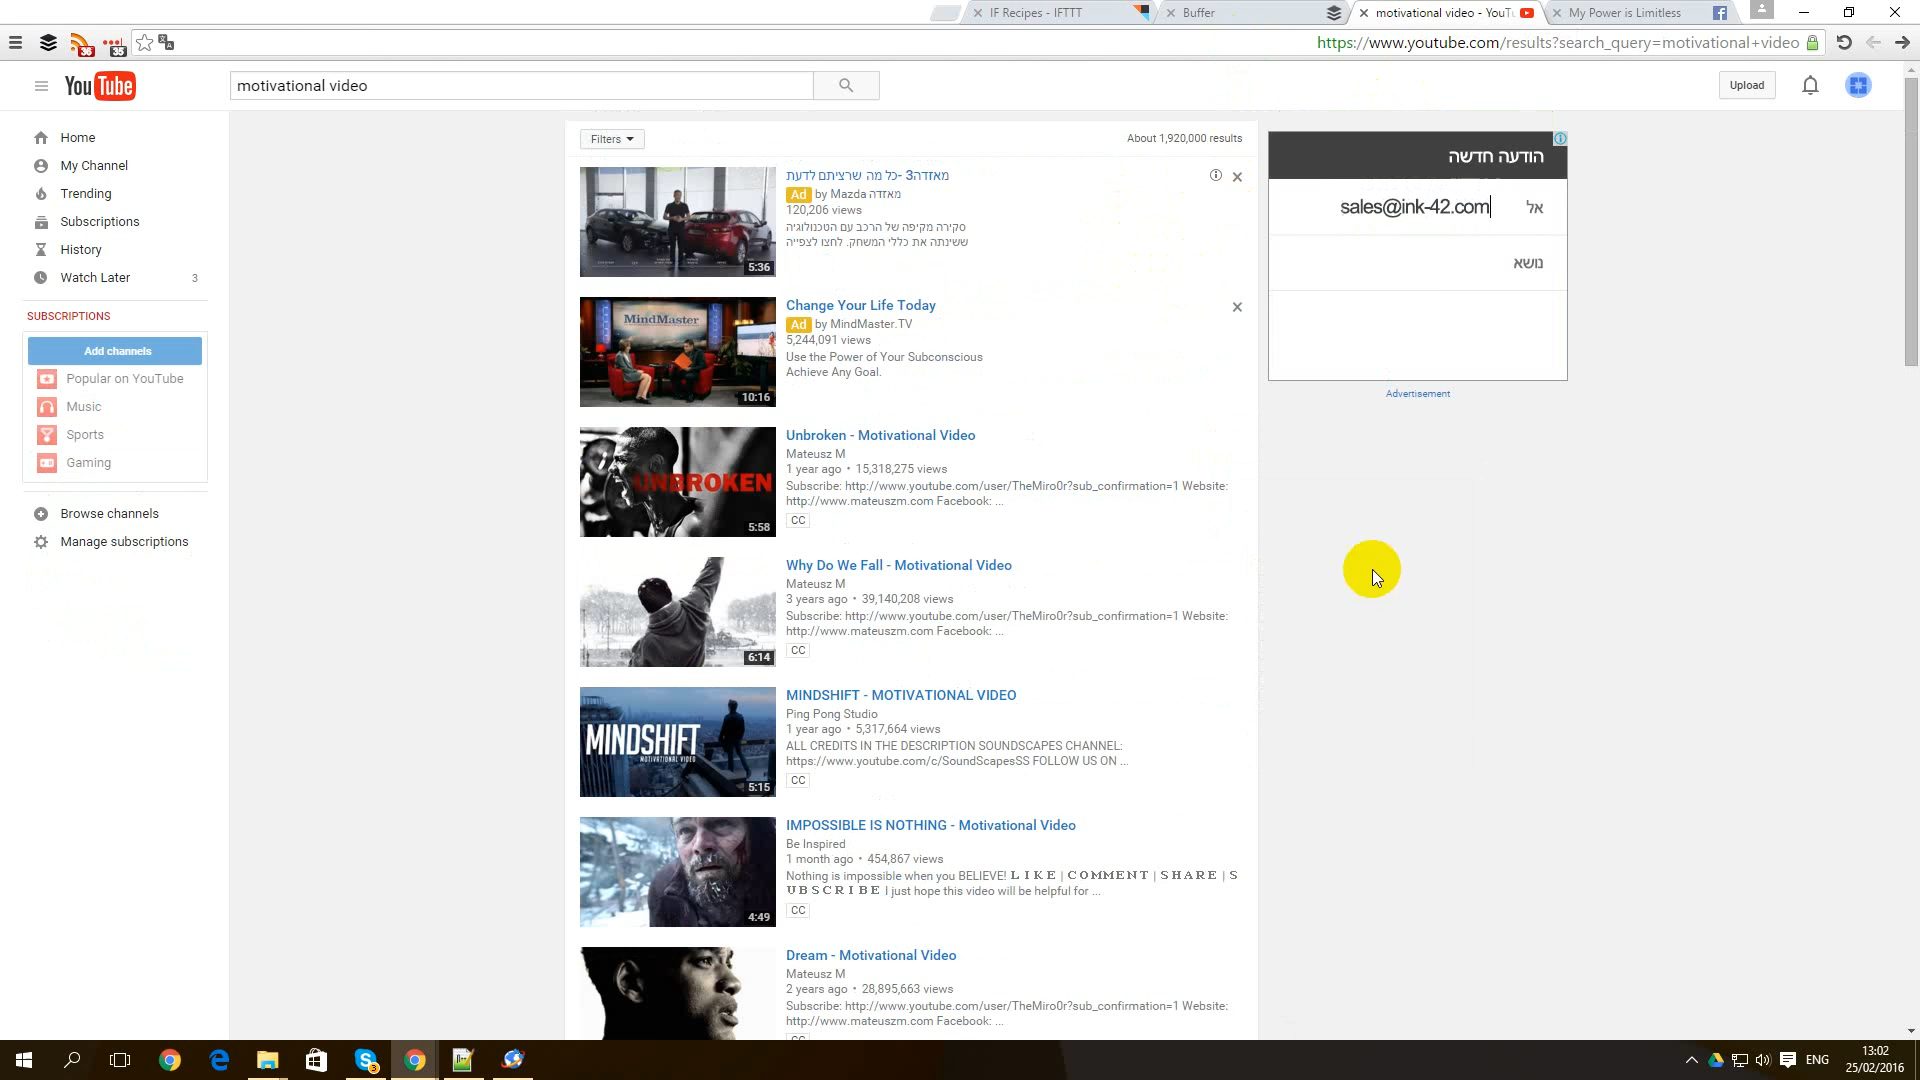 IF Recipes - IFTTT
Buffer
motivational video - YouTu
My Power is Limitless
36
35
https://www.youtube.com/results?search_query=motivational+video
YouTube
motivational video
Upload
Home
My Channel
Trending
Subscriptions
History
Watch Later 3
SUBSCRIPTIONS
Add channels
Popular on YouTube
Music
Sports
Gaming
Browse channels
Manage subscriptions
Filters
About 1,920,000 results
מאזדה3 -כל מה שרציתם לדעת
Ad by Mazda מאזדה
120,206 views
סקירה מקיפה של הרכב עם הטכנולוגיה
ששינתה את כללי המשחק. לחצו לצפייה
5:36
MindMaster
10:16
Change Your Life Today
Ad by MindMaster.TV
5,244,091 views
Use the Power of Your Subconscious
Achieve Any Goal.
UNBROKEN
5:58
Unbroken - Motivational Video
Mateusz M
1 year ago • 15,318,275 views
Subscribe: http://www.youtube.com/user/TheMiro0r?sub_confirmation=1 Website:
http://www.mateuszm.com Facebook: ...
CC
6:14
Why Do We Fall - Motivational Video
Mateusz M
3 years ago • 39,140,208 views
Subscribe: http://www.youtube.com/user/TheMiro0r?sub_confirmation=1 Website:
http://www.mateuszm.com Facebook: ...
CC
MINDSHIFT
MOTIVATIONAL VIDEO
5:15
MINDSHIFT - MOTIVATIONAL VIDEO
Ping Pong Studio
1 year ago • 5,317,664 views
ALL CREDITS IN THE DESCRIPTION SOUNDSCAPES CHANNEL:
https://www.youtube.com/c/SoundScapesSS FOLLOW US ON ...
CC
4:49
IMPOSSIBLE IS NOTHING - Motivational Video
Be Inspired
1 month ago • 454,867 views
Nothing is impossible when you BELIEVE! L I K E | C O M M E N T | S H A R E | S
U B S C R I B E I just hope this video will be helpful for ...
CC
Dream - Motivational Video
Mateusz M
2 years ago • 28,895,663 views
Subscribe: http://www.youtube.com/user/TheMiro0r?sub_confirmation=1 Website:
http://www.mateuszm.com Facebook: ...
CC
הודעה חדשה
אל sales@ink-42.com
נושא
Advertisement
3
ENG
13:02
25/02/2016